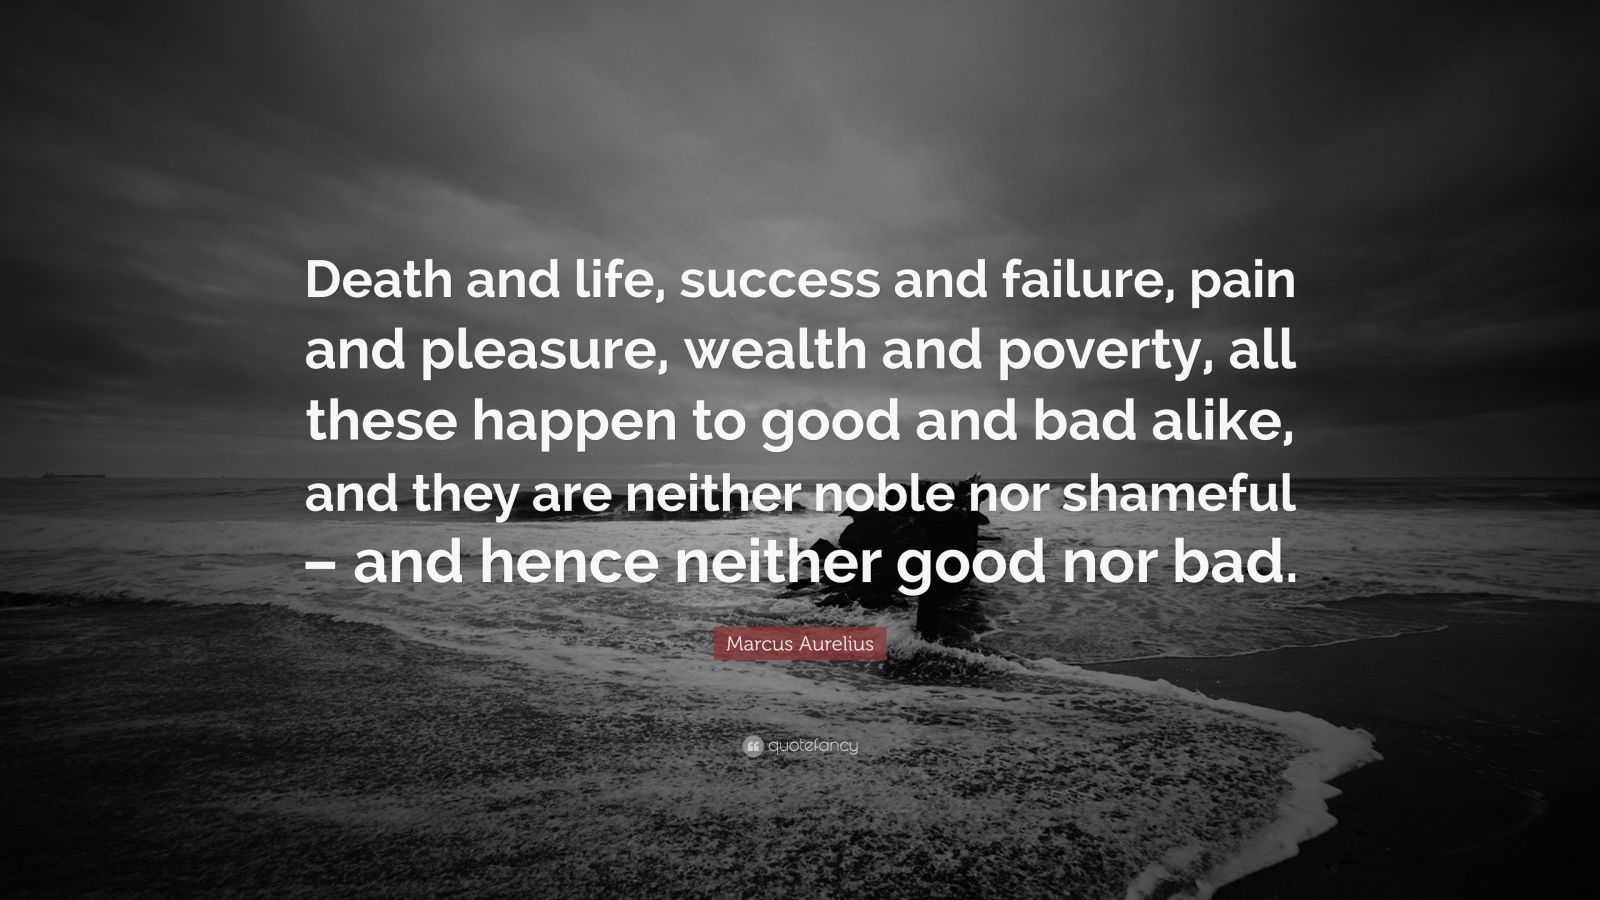 Death and life, success and failure, pain
and pleasure, wealth and poverty, all
these happen to good and bad alike,
and they are neither noble nor shameful
– and hence neither good nor bad.
Marcus Aurelius
quotefancy